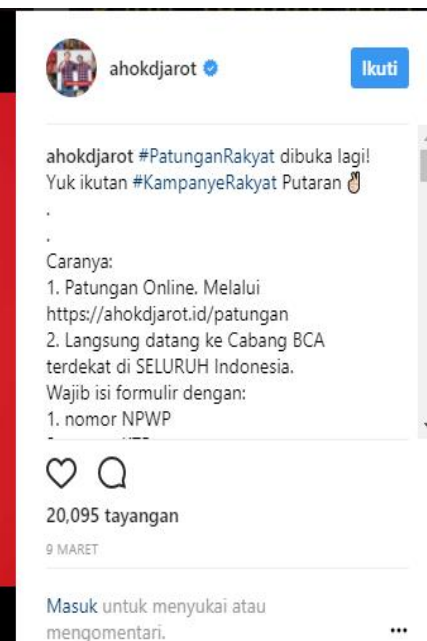 ahokdjarot
Ikuti
ahokdjarot #PatunganRakyat dibuka lagi!
Yuk ikutan #KampanyeRakyat Putaran ✌🏻
.
.
Caranya:
1. Patungan Online. Melalui
https://ahokdjarot.id/patungan
2. Langsung datang ke Cabang BCA
terdekat di SELURUH Indonesia.
Wajib isi formulir dengan:
1. nomor NPWP
20,095 tayangan
9 MARET
Masuk untuk menyukai atau
mengomentari.